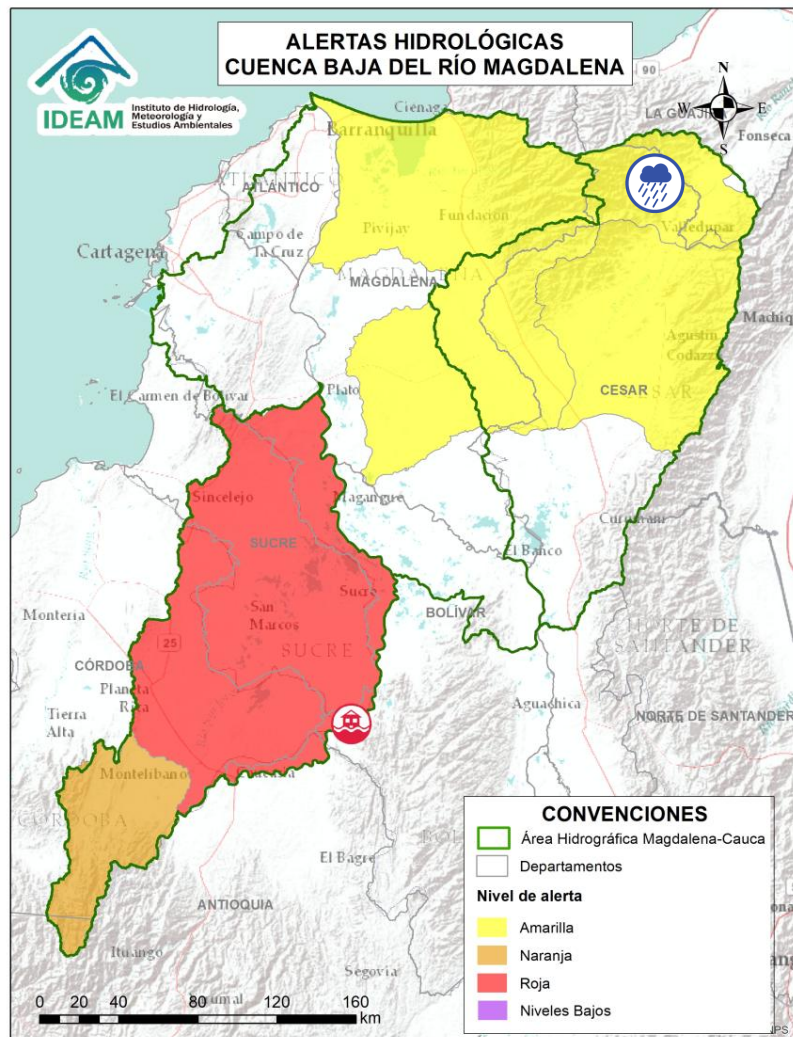 ALERTAS HIDROLÓGICAS
CUENCA BAJA DEL RÍO MAGDALENA
IDEAM
Instituto de Hidrología,
Meteorología y
Estudios Ambientales
90
N
W
E
S
Ciénaga
LA GUAJIRA
Fonseca
Barranquilla
ATLÁNTICO
Pivijay
Fundación
Valledupar
Campo de
la Cruz
Cartagena
MAGDALENA
Machiq
Agustín
Codazzi
CESAR
El Carmen de Bolívar
Plato
Sincelejo
Magangué
SUCRE
El Banco
Sucre
San
Marcos
BOLÍVAR
SUCRE
Montería
25
CÓRDOBA
Planeta
Rica
Tierra
Alta
NORTE DE
SANTANDER
Aguachica
NORTE DE SANTANDER
Montelíbano
CÓRDOBA
El Bagre
ANTIOQUIA
Ituango
Segovia
CONVENCIONES
Área Hidrográfica Magdalena-Cauca
Departamentos
Nivel de alerta
Amarilla
Naranja
Roja
Niveles Bajos
0 20 40 80 120 160
km